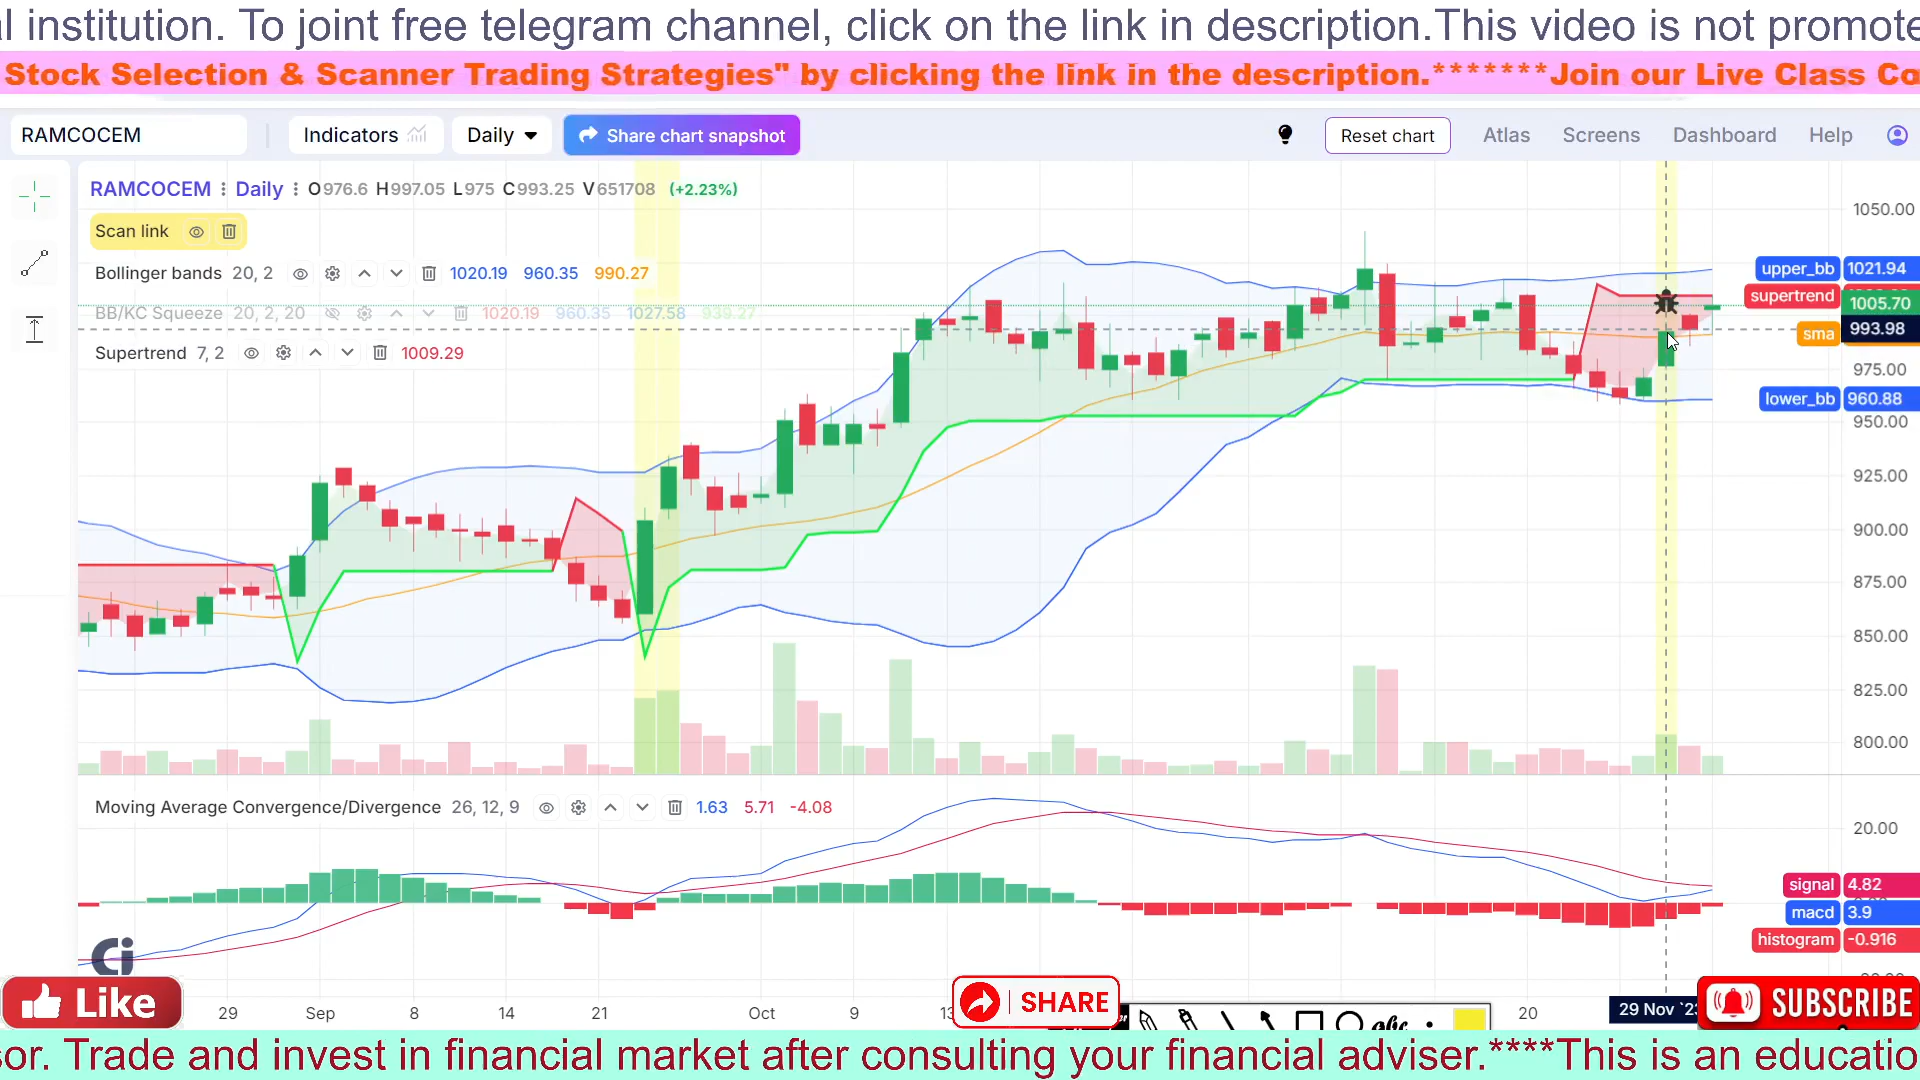 l institution. To joint free telegram channel, click on the link in description.This video is not promote
Stock Selection & Scanner Trading Strategies" by clicking the link in the description.*******Join our Live Class Co
RAMCOCEM Indicators Daily Share chart snapshot Reset chart Atlas Screens Dashboard Help
RAMCOCEM Daily O976.6 H997.05 L975 C993.25 V651708 (+2.23%)
Scan link
Bollinger bands 20, 2 1020.19 960.35 990.27
BB/KC Squeeze 20, 2, 20 1020.19 960.35 1027.58 939.27
Supertrend 7, 2 1009.29
1050.00
upper_bb 1021.94
supertrend
1005.70
993.98
sma
975.00
lower_bb 960.88
950.00
925.00
900.00
875.00
850.00
825.00
800.00
Moving Average Convergence/Divergence 26, 12, 9 1.63 5.71 -4.08
20.00
signal 4.82
macd 3.9
histogram -0.916
Ci
29 Sep 8 14 21 Oct 9 20 29 Nov
Like
SHARE
abc
SUBSCRIBE
or. Trade and invest in financial market after consulting your financial adviser.****This is an educatio